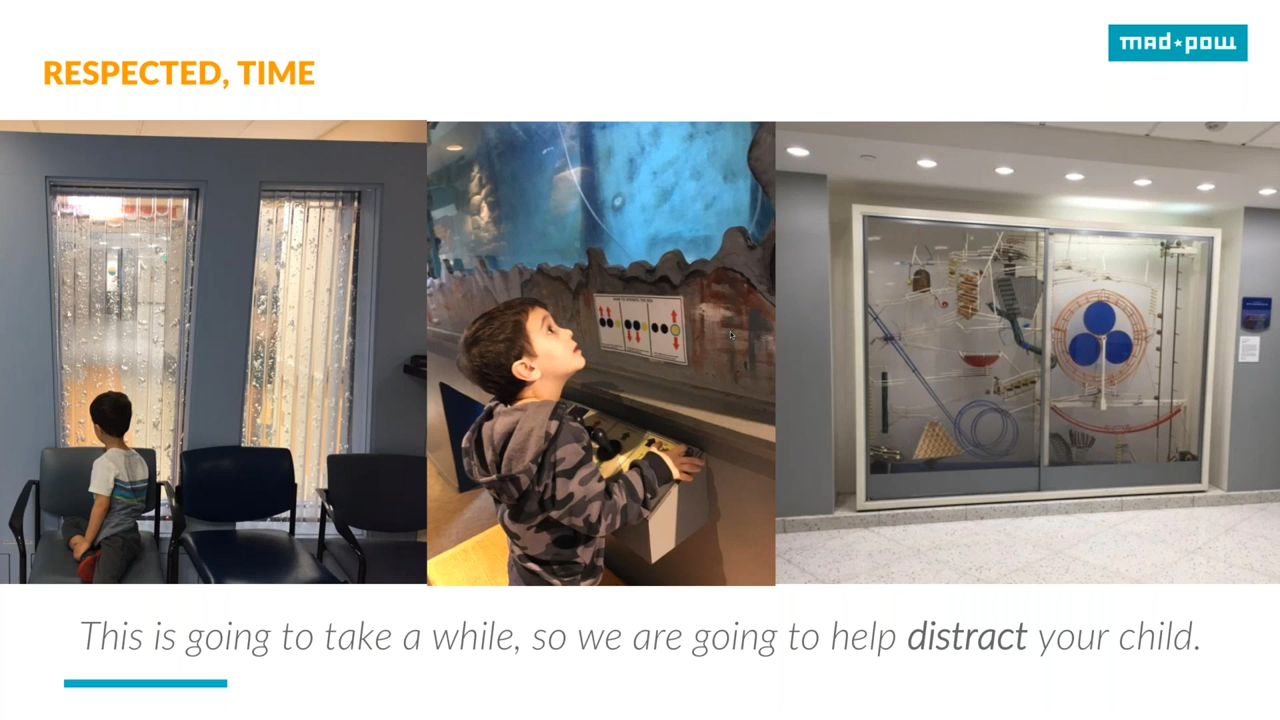 mad*pow
RESPECTED, TIME
This is going to take a while, so we are going to help distract your child.